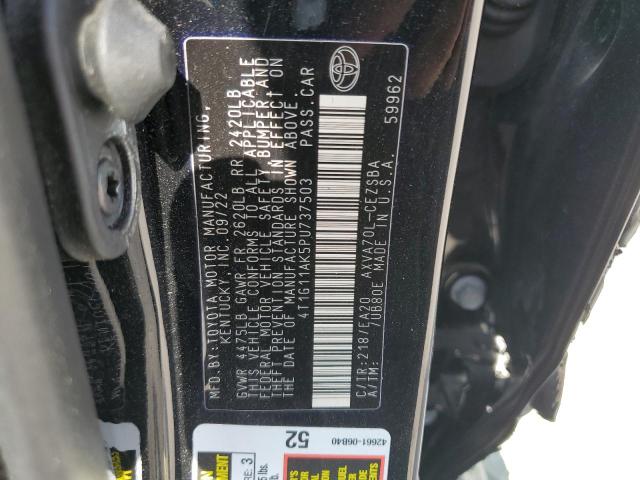 MFD.BY:TOYOTA MOTOR MANUFACTURING,
KENTUCKY, INC. 09/22
GVWR 4475LB GAWR FR 2620LB RR 2420LB
THIS VEHICLE CONFORMS TO ALL APPLICABLE
FEDERAL MOTOR VEHICLE SAFETY, BUMPER, AND
THEFT PREVENTION STANDARDS IN EFFECT ON
THE DATE OF MANUFACTURE SHOWN ABOVE.
4T1G11AK5PU737503 PASS.CAR
C/TR:218/EA20 AXVA70L-CEZSBA
A/TM: /UB80E MADE IN U.S.A. 59962
52
42661-06B40
3